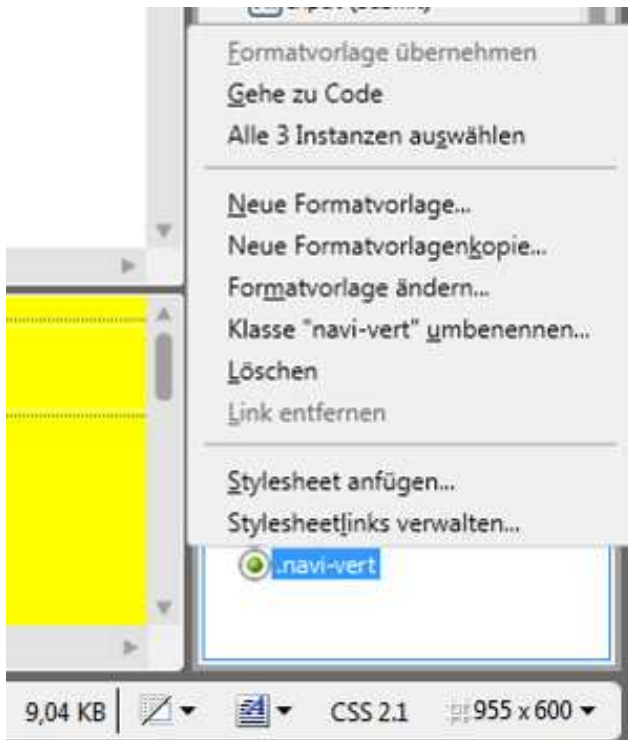 Formatvorlage übernehmen
Gehe zu Code
Alle 3 Instanzen auswählen
Neue Formatvorlage...
Neue Formatvorlagenkopie...
Formatvorlage ändern...
Klasse "navi-vert" umbenennen...
Löschen
Link entfernen
Stylesheet anfügen...
Stylesheetlinks verwalten...
.navi-vert
9,04 KB CSS 2.1 955 x 600